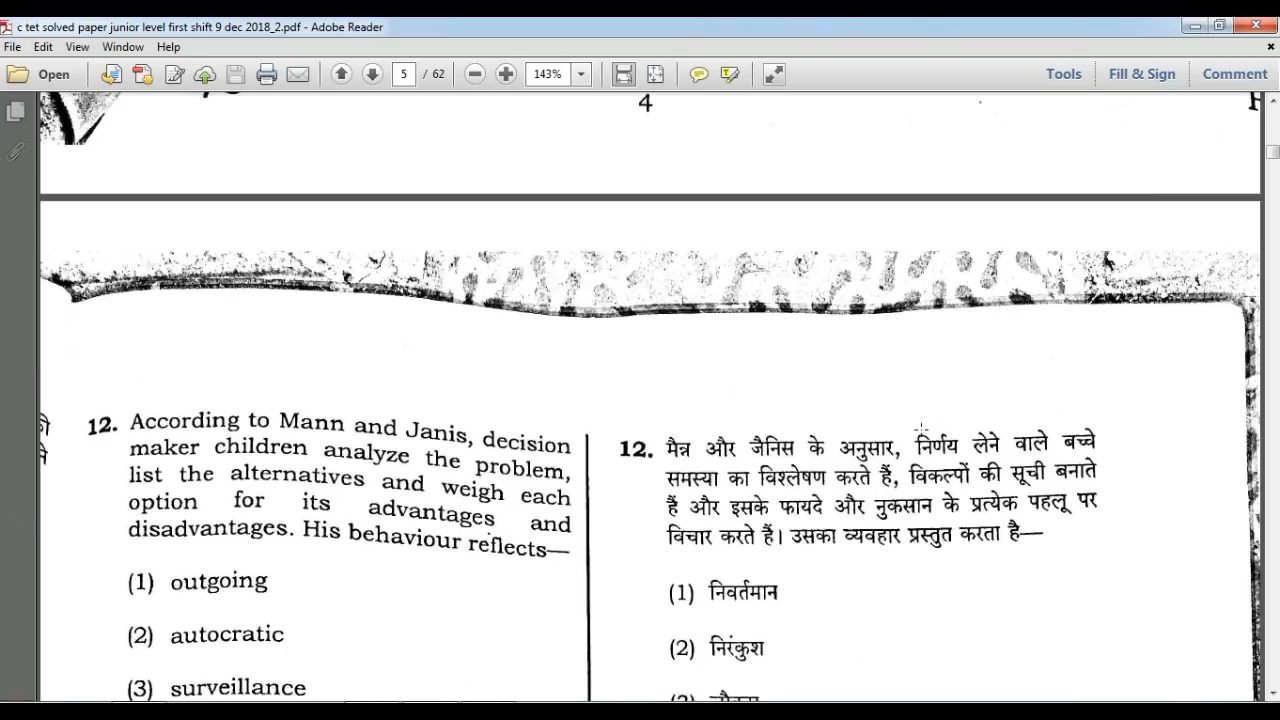 c tet solved paper junior level first shift 9 dec 2018_2.pdf - Adobe Reader
File Edit View Window Help
Open 5 / 62 143% Tools Fill & Sign Comment
4
12. According to Mann and Janis, decision
maker children analyze the problem,
list the alternatives and weigh each
option for its advantages and
disadvantages. His behaviour reflects—
(1) outgoing
(2) autocratic
(3) surveillance
12. मैन्न और जैनिस के अनुसार, निर्णय लेने वाले बच्चे
समस्या का विश्लेषण करते हैं, विकल्पों की सूची बनाते
हैं और इसके फायदे और नुकसान के प्रत्येक पहलू पर
विचार करते हैं। उसका व्यवहार प्रस्तुत करता है—
(1) निवर्तमान
(2) निरंकुश